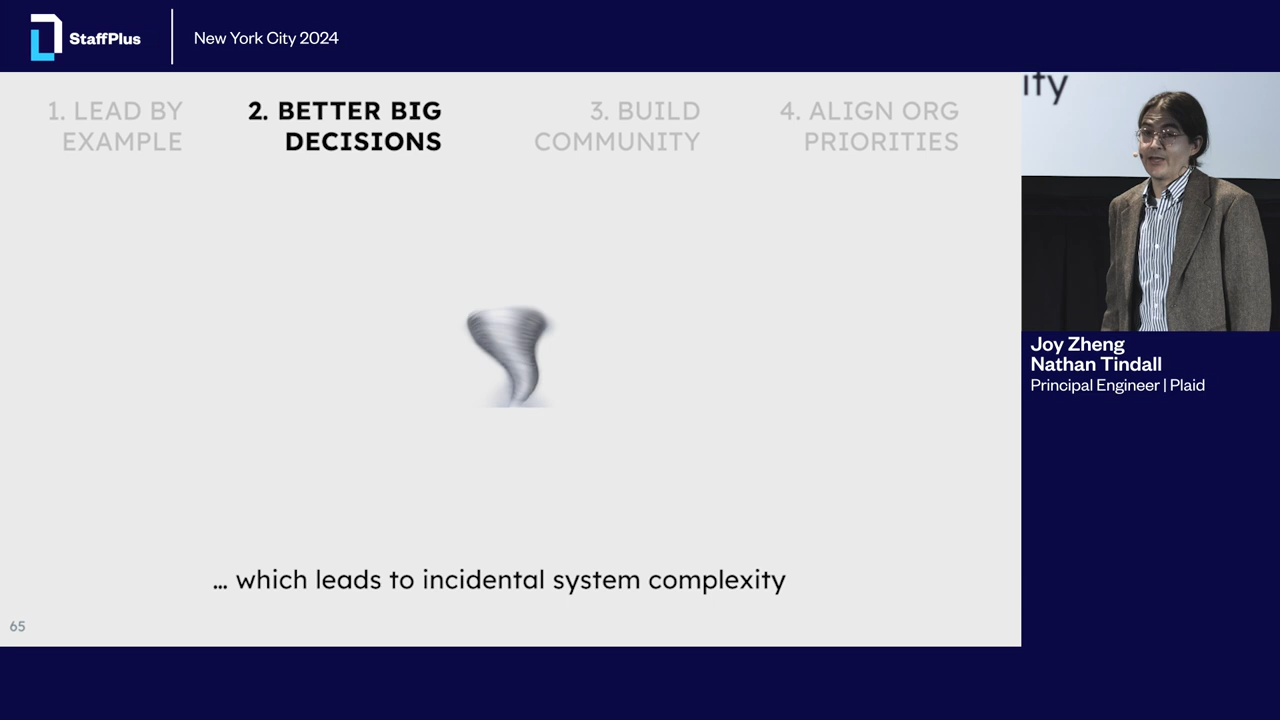 StaffPlus
New York City 2024
1. LEAD BY
EXAMPLE
2. BETTER BIG
DECISIONS
3. BUILD
COMMUNITY
4. ALIGN ORG
PRIORITIES
ity
Joy Zheng
Nathan Tindall
Principal Engineer | Plaid
... which leads to incidental system complexity
65